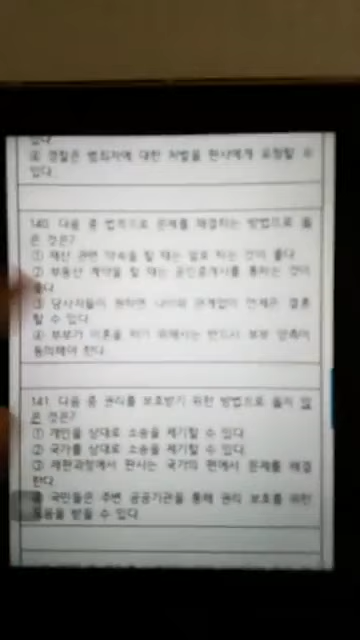 있다.
④ 경찰은 범죄자에 대한 처벌을 판사에게 요청할 수
있다.
140. 다음 중 법적으로 문제를 해결하는 방법으로 옳
은 것은?
① 재산 관련 약속을 할 때는 말로 하는 것이 좋다.
② 부동산 계약을 할 때는 공인중개사를 통하는 것이
좋다.
③ 당사자들이 원하면 나이와 관계없이 언제든 결혼
할 수 있다.
④ 부부가 이혼을 하기 위해서는 반드시 부부 양측이
동의해야 한다.
141. 다음 중 권리를 보호받기 위한 방법으로 옳지 않
은 것은?
① 개인을 상대로 소송을 제기할 수 있다.
② 국가를 상대로 소송을 제기할 수 있다.
③ 재판과정에서 판사는 국가의 편에서 문제를 해결
한다.
④ 국민들은 주변 공공기관을 통해 권리 보호를 위한
도움을 받을 수 있다.